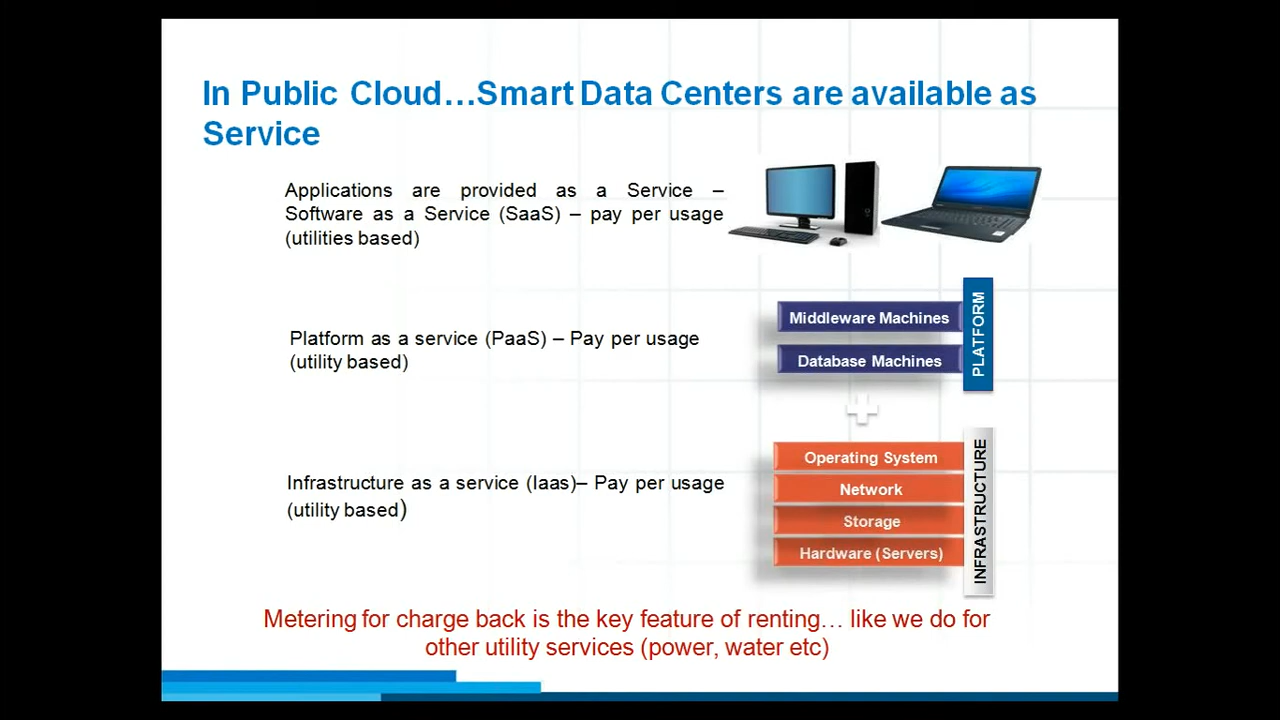 In Public Cloud…Smart Data Centers are available as
Service
Applications are provided as a Service –
Software as a Service (SaaS) – pay per usage
(utilities based)
Platform as a service (PaaS) – Pay per usage
(utility based)
Middleware Machines
Database Machines
PLATFORM
Infrastructure as a service (Iaas)– Pay per usage
(utility based)
Operating System
Network
Storage
Hardware (Servers)
INFRASTRUCTURE
Metering for charge back is the key feature of renting… like we do for
other utility services (power, water etc)